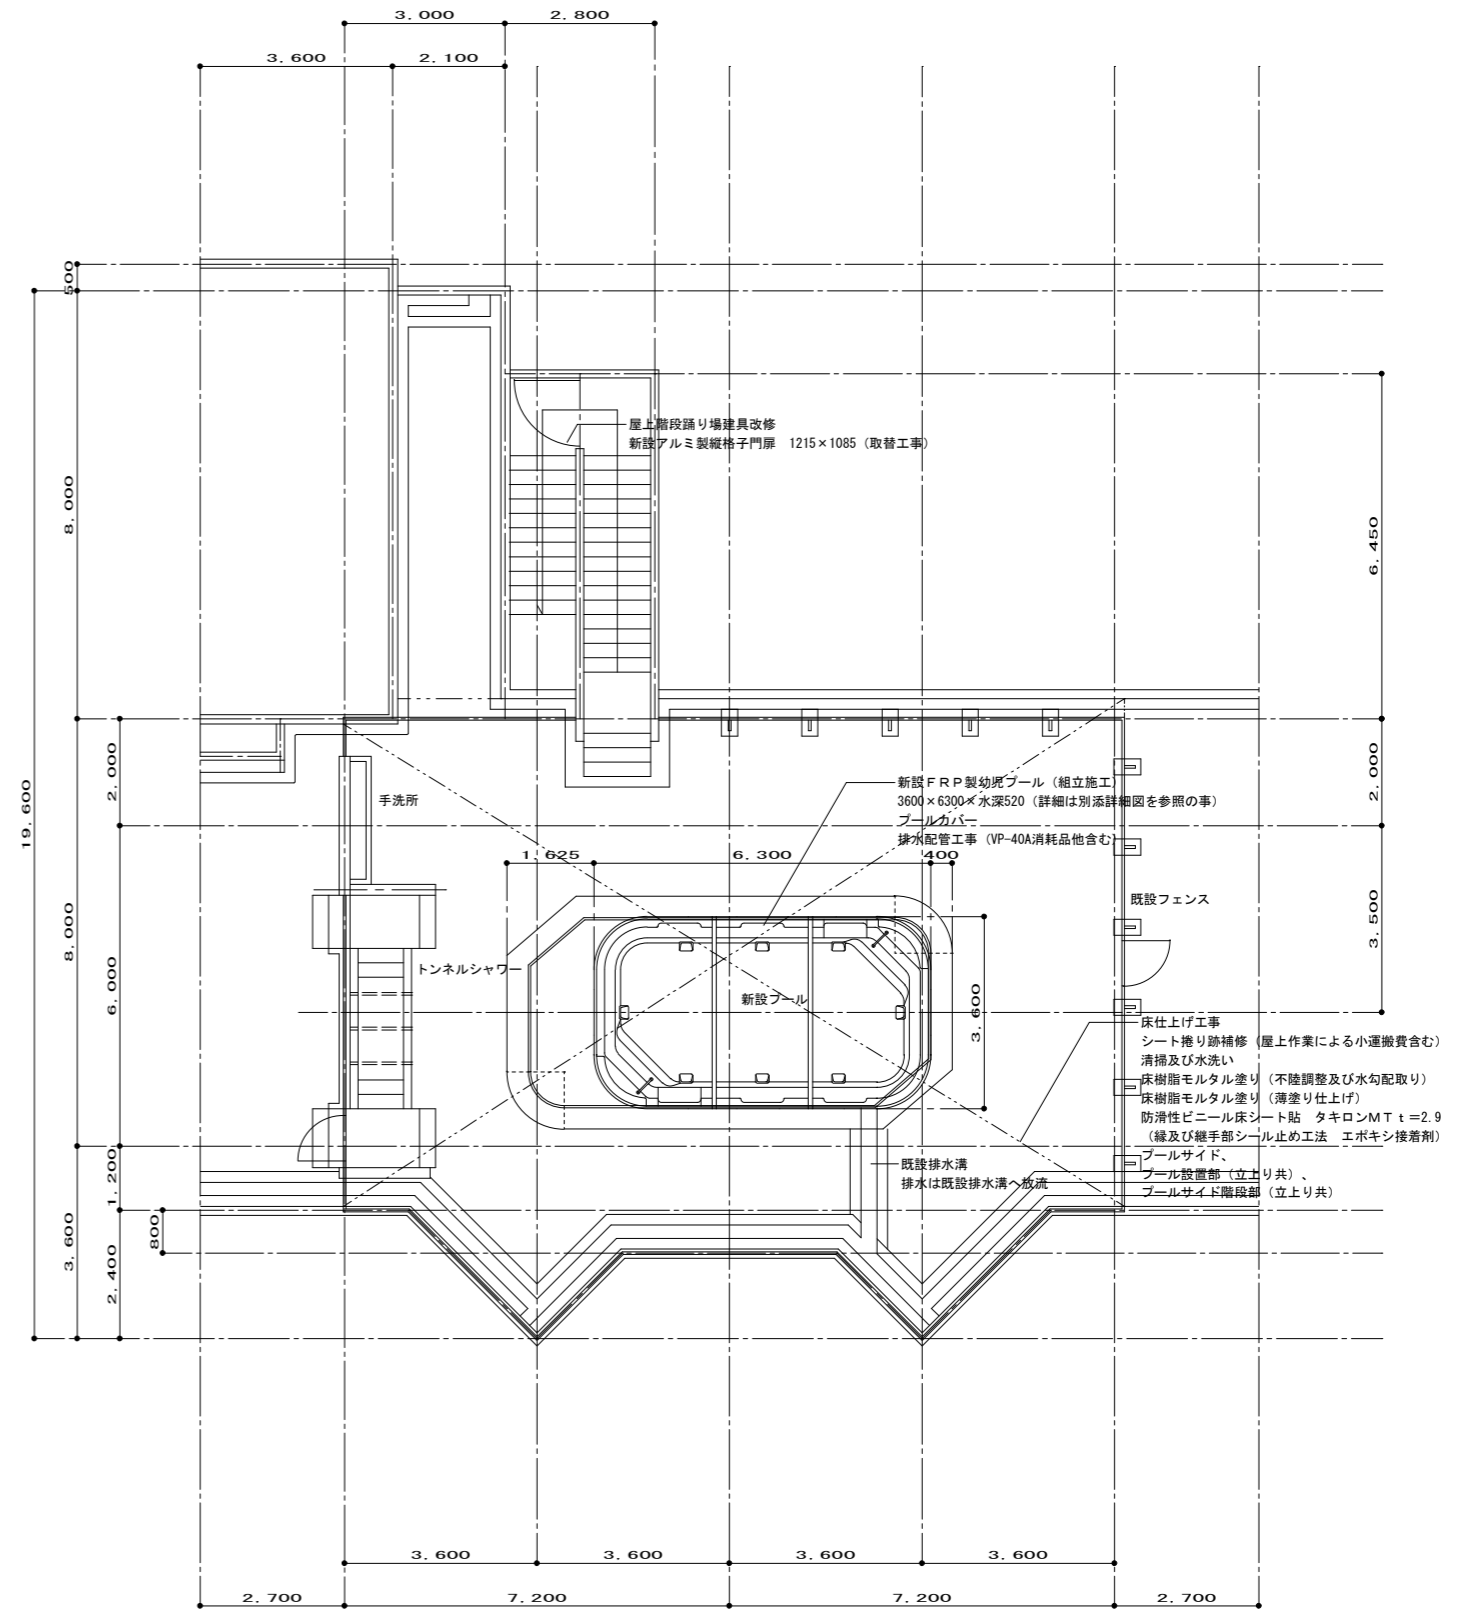 3,000
2,800
3,600
2,100
500
8,000
19,600
6,450
屋上階段踊り場建具改修
新設アルミ製縦格子門扉　1215×1085（取替工事）
2,000
2,000
手洗所
新設FRP製幼児プール（組立施工）
3600×6300×水深520（詳細は別添詳細図を参照の事）
プールカバー
排水配管工事（VP-40A消耗品他含む）
1,625
6,300
400
既設フェンス
3,500
8,000
6,000
トンネルシャワー
新設プール
3,600
床仕上げ工事
シート捲り跡補修（屋上作業による小運搬費含む）
清掃及び水洗い
床樹脂モルタル塗り（不陸調整及び水勾配取り）
床樹脂モルタル塗り（薄塗り仕上げ）
防滑性ビニール床シート貼　タキロンMTt=2.9
（縁及び継手部シール止め工法　エポキシ接着剤）
プールサイド、
プール設置部（立上り共）、
プールサイド階段部（立上り共）
既設排水溝
排水は既設排水溝へ放流
1,200
800
3,600
2,400
3,600
3,600
3,600
3,600
2,700
7,200
7,200
2,700